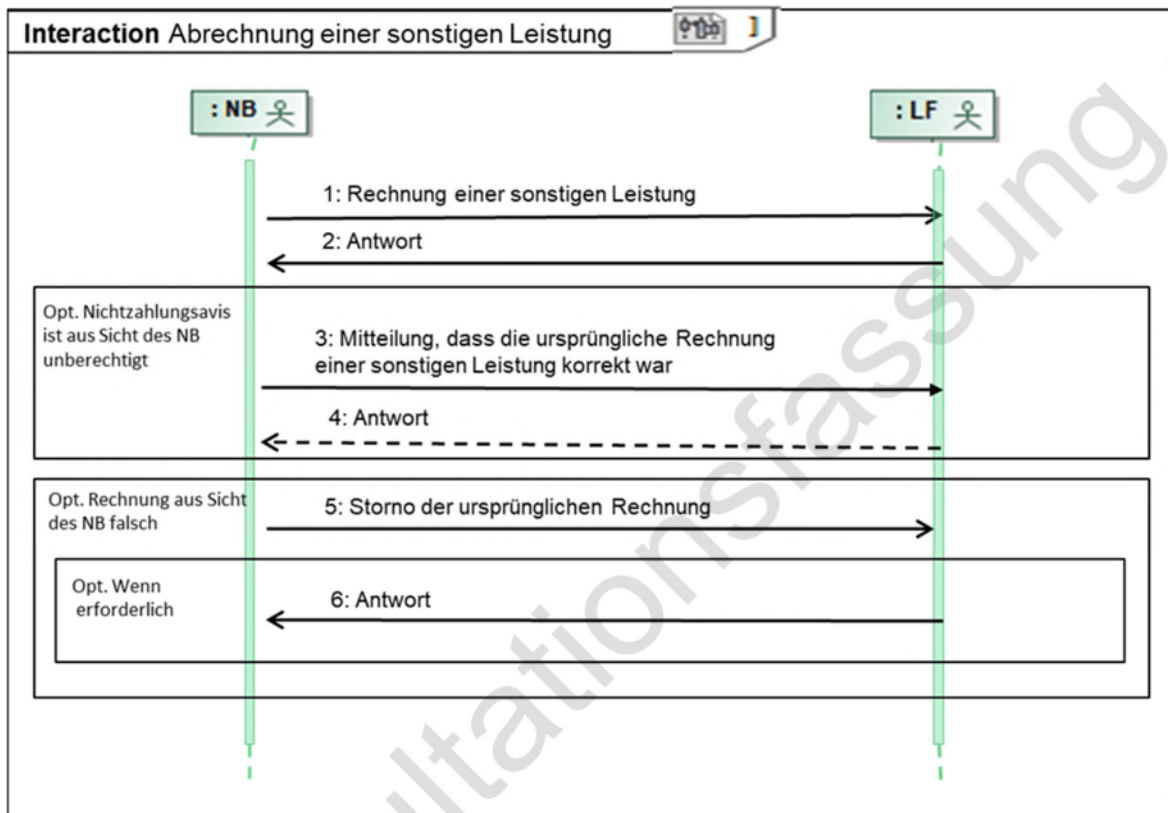 Interaction Abrechnung einer sonstigen Leistung
: NB
: LF
1: Rechnung einer sonstigen Leistung
2: Antwort
Opt. Nichtzahlungsavis
ist aus Sicht des NB
unberechtigt
3: Mitteilung, dass die ursprüngliche Rechnung
einer sonstigen Leistung korrekt war
4: Antwort
Opt. Rechnung aus Sicht
des NB falsch
5: Storno der ursprünglichen Rechnung
Opt. Wenn
erforderlich
6: Antwort
ultationsfassung